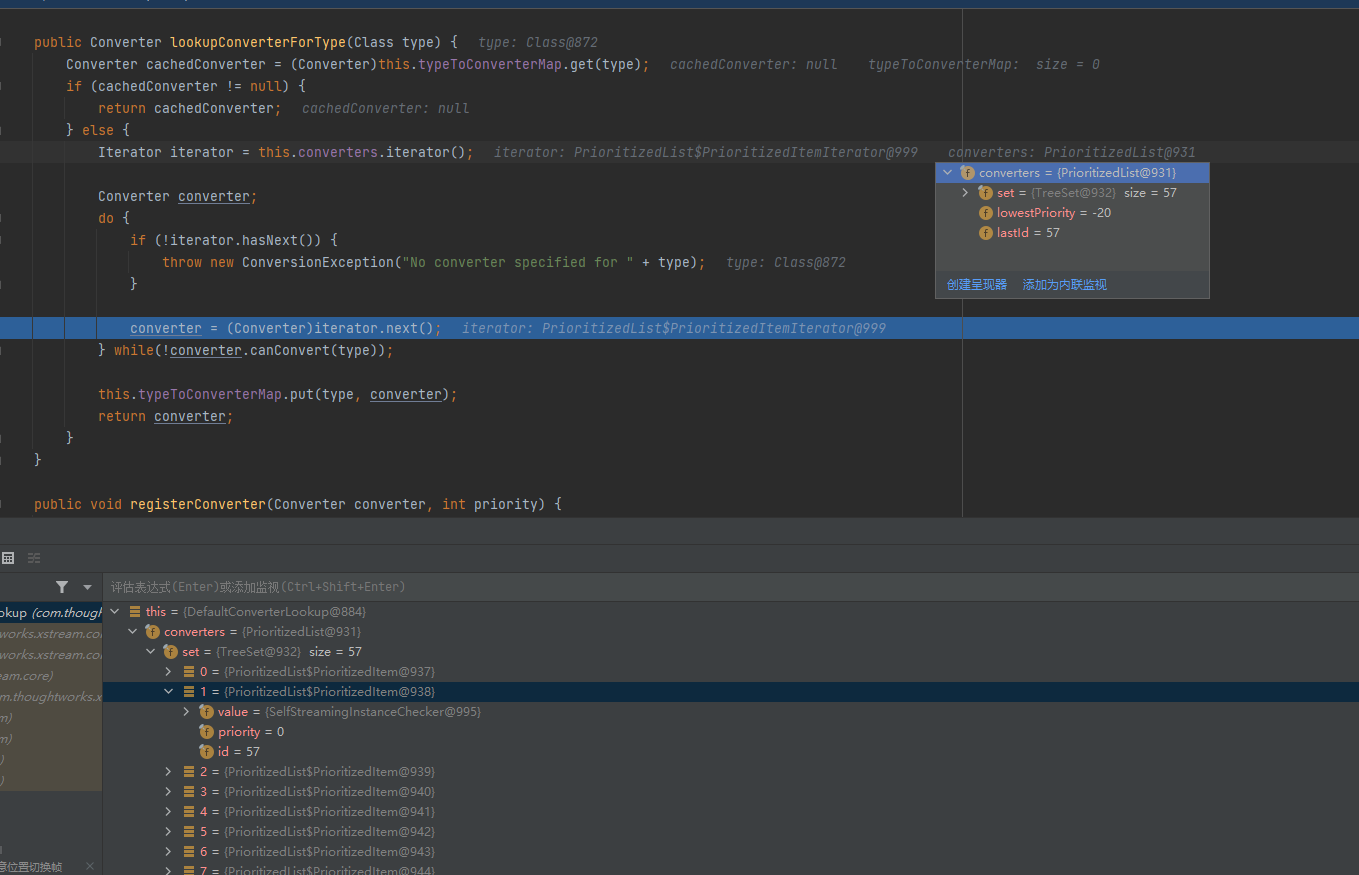 public Converter lookupConverterForType(Class type) { type: Class@872
Converter cachedConverter = (Converter)this.typeToConverterMap.get(type); cachedConverter: null typeToConverterMap: size = 0
if (cachedConverter != null) {
return cachedConverter; cachedConverter: null
} else {
Iterator iterator = this.converters.iterator(); iterator: PrioritizedList$PrioritizedItemIterator@999 converters: PrioritizedList@931
converters = {PrioritizedList@931}
set = {TreeSet@932} size = 57
lowestPriority = -20
lastId = 57
创建呈现器 添加为内联监视
Converter converter;
do {
if (!iterator.hasNext()) {
throw new ConversionException("No converter specified for " + type); type: Class@872
}
converter = (Converter)iterator.next(); iterator: PrioritizedList$PrioritizedItemIterator@999
} while(!converter.canConvert(type));
this.typeToConverterMap.put(type, converter);
return converter;
}
}
public void registerConverter(Converter converter, int priority) {
评估表达式(Enter)或添加监视(Ctrl+Shift+Enter)
okup (com.though
works.xstream.co
works.xstream.co
eam.core)
m.thoughtworks.x
m)
m)
)
)
意位置切换帧
this = {DefaultConverterLookup@884}
converters = {PrioritizedList@931}
set = {TreeSet@932} size = 57
0 = {PrioritizedList$PrioritizedItem@937}
1 = {PrioritizedList$PrioritizedItem@938}
value = {SelfStreamingInstanceChecker@995}
priority = 0
id = 57
2 = {PrioritizedList$PrioritizedItem@939}
3 = {PrioritizedList$PrioritizedItem@940}
4 = {PrioritizedList$PrioritizedItem@941}
5 = {PrioritizedList$PrioritizedItem@942}
6 = {PrioritizedList$PrioritizedItem@943}
7 = {PrioritizedList$PrioritizedItem@944}